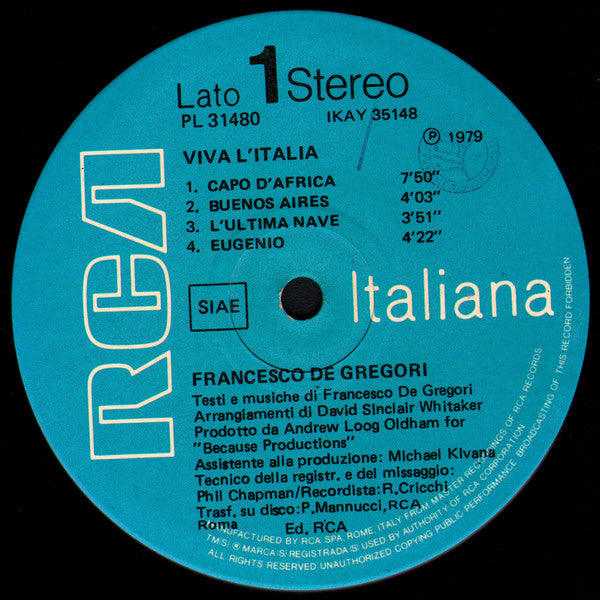 Lato 1 Stereo
PL 31480 IKAY 35148
℗ 1979
VIVA L'ITALIA
1. CAPO D'AFRICA 7'50"
2. BUENOS AIRES 4'03"
3. L'ULTIMA NAVE 3'51"
4. EUGENIO 4'22"
RCA
SIAE
Italiana
FRANCESCO DE GREGORI
Testi e musiche di Francesco De Gregori
Arrangiamenti di David Sinclair Whitaker
Prodotto da Andrew Loog Oldham for
"Because Productions"
Assistente alla produzione: Michael Klvana
Tecnico della registr. e del missaggio:
Phil Chapman/Recordista: R. Cricchi
Trasf. su disco: P. Mannucci, RCA,
Roma Ed. RCA
MANUFACTURED BY RCA SPA, ROME, ITALY FROM MASTER RECORDINGS OF RCA RECORDS
TM(S) ® MARCA(S) REGISTRADA(S) USED BY AUTHORITY OF RCA CORPORATION
ALL RIGHTS RESERVED UNAUTHORIZED COPYING PUBLIC PERFORMANCE BROADCASTING OF THIS RECORD FORBIDDEN